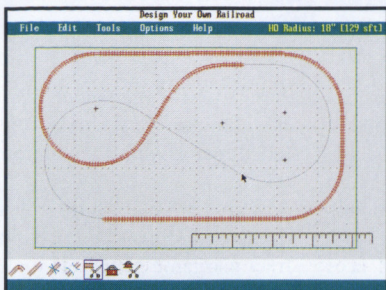 Design Your Own Railroad
File Edit Tools Options Help HO Radius: 18" [129 sft]